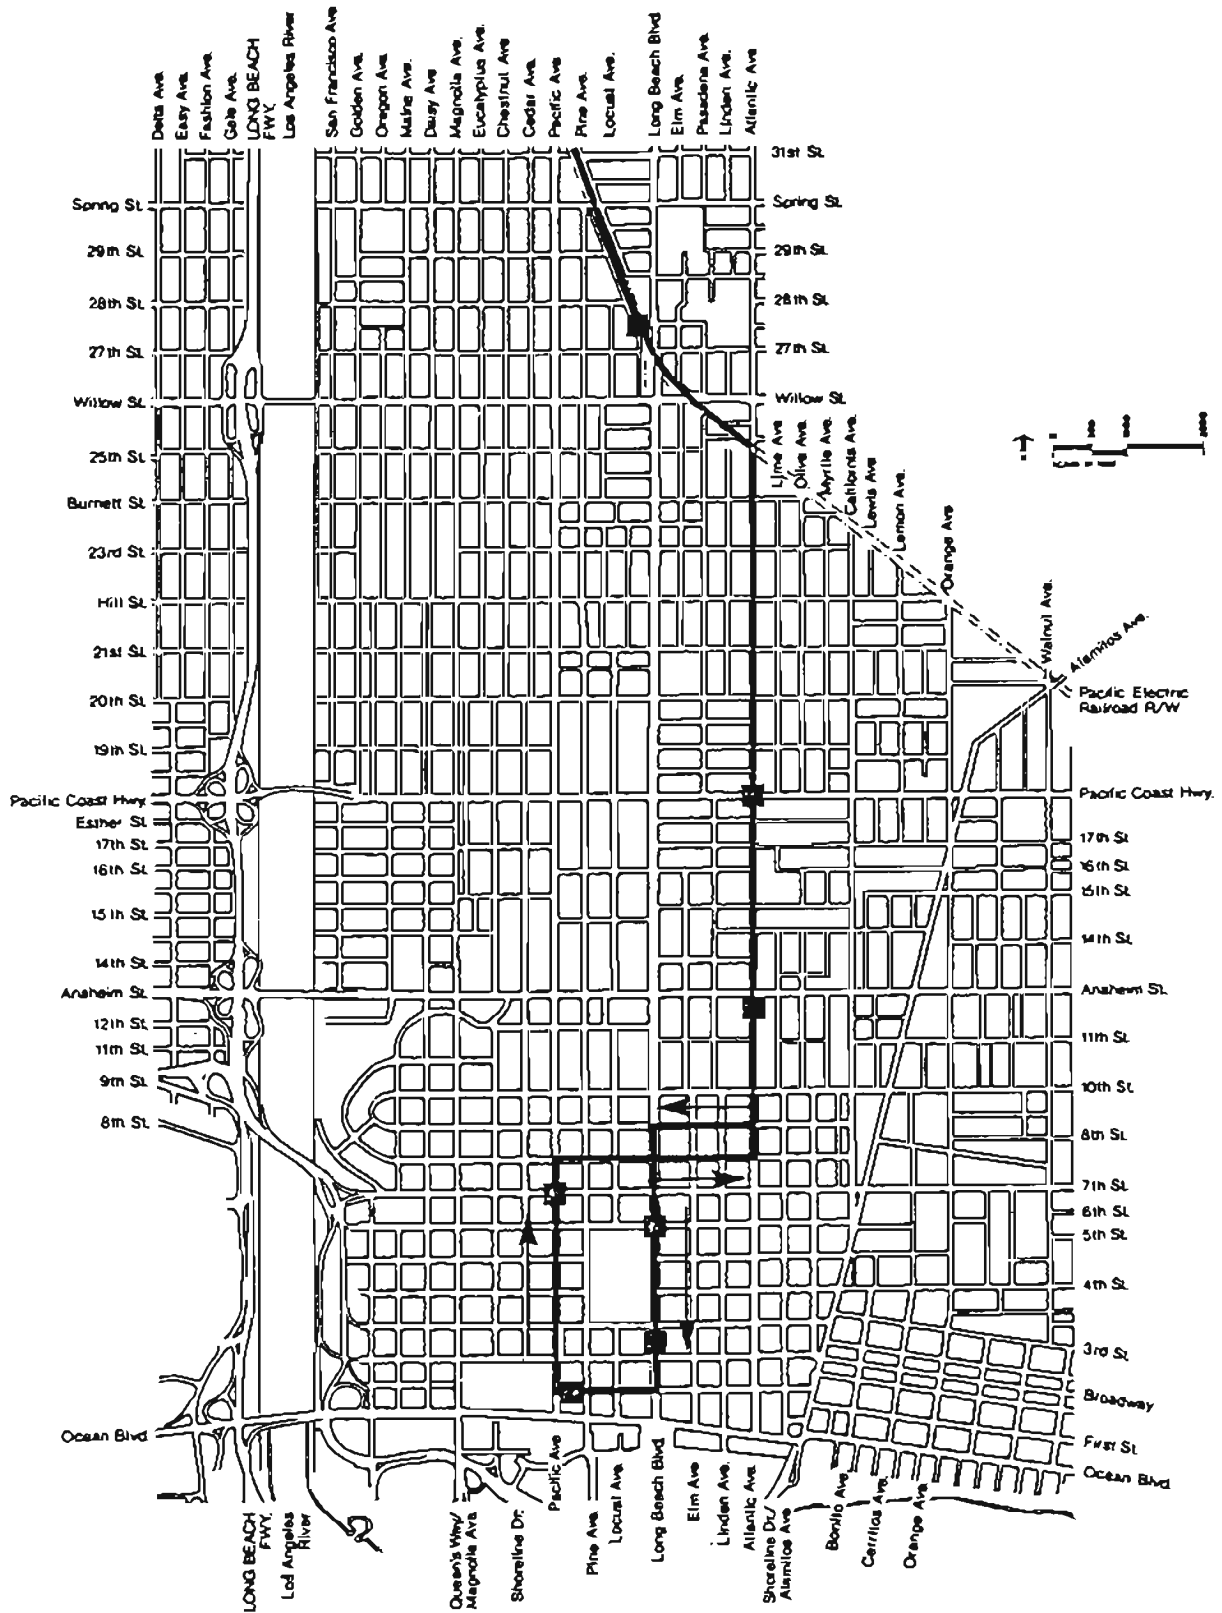 Delta Ave.
Easy Ave.
Fashion Ave.
Gale Ave.
LONG BEACH
FWY.
Los Angeles River
San Francisco Ave
Golden Ave.
Oregon Ave
Maine Ave.
Daisy Ave
Magnolia Ave.
Eucalyplus Ave.
Chestnut Ave.
Cedar Ave.
Pacific Ave
Pine Ave.
Locust Ave.
Long Beach Blvd
Elm Ave.
Pasadena Ave.
Linden Ave.
Atlantic Ave
31st St.
Spring St.
29th St.
28th St.
27th St.
Willow St.
25th St.
Burnett St
23rd St.
Hill St.
21st St.
20th St.
19th St.
Pacific Coast Hwy.
Esther St.
17th St.
16th St.
15th St.
14th St.
Anaheim St.
12th St.
11th St.
9th St.
8th St.
Ocean Blvd.
Spring St.
29th St.
28th St.
27th St.
Willow St.
Lime Ave
Olive Ave.
Myrtle Ave.
California Ave.
Lewis Ave
Lemon Ave.
Orange Ave
Walnut Ave.
Alamitos Ave.
Pacific Electric
Railroad R/W
Pacific Coast Hwy.
17th St.
16th St.
15th St.
14th St.
Anaheim St.
11th St.
10th St.
8th St.
7th St.
6th St.
5th St.
4th St.
3rd St.
Broadway
First St.
Ocean Blvd
LONG BEACH
FWY.
Los Angeles
River
Queen's Way/
Magnolia Ave
Shoreline Dr.
Pacific Ave
Pine Ave.
Locust Ave.
Long Beach Blvd.
Elm Ave
Linden Ave.
Atlantic Ave
Shoreline Dr./
Alamitos Ave
Bonito Ave.
Cerritos Ave.
Orange Ave